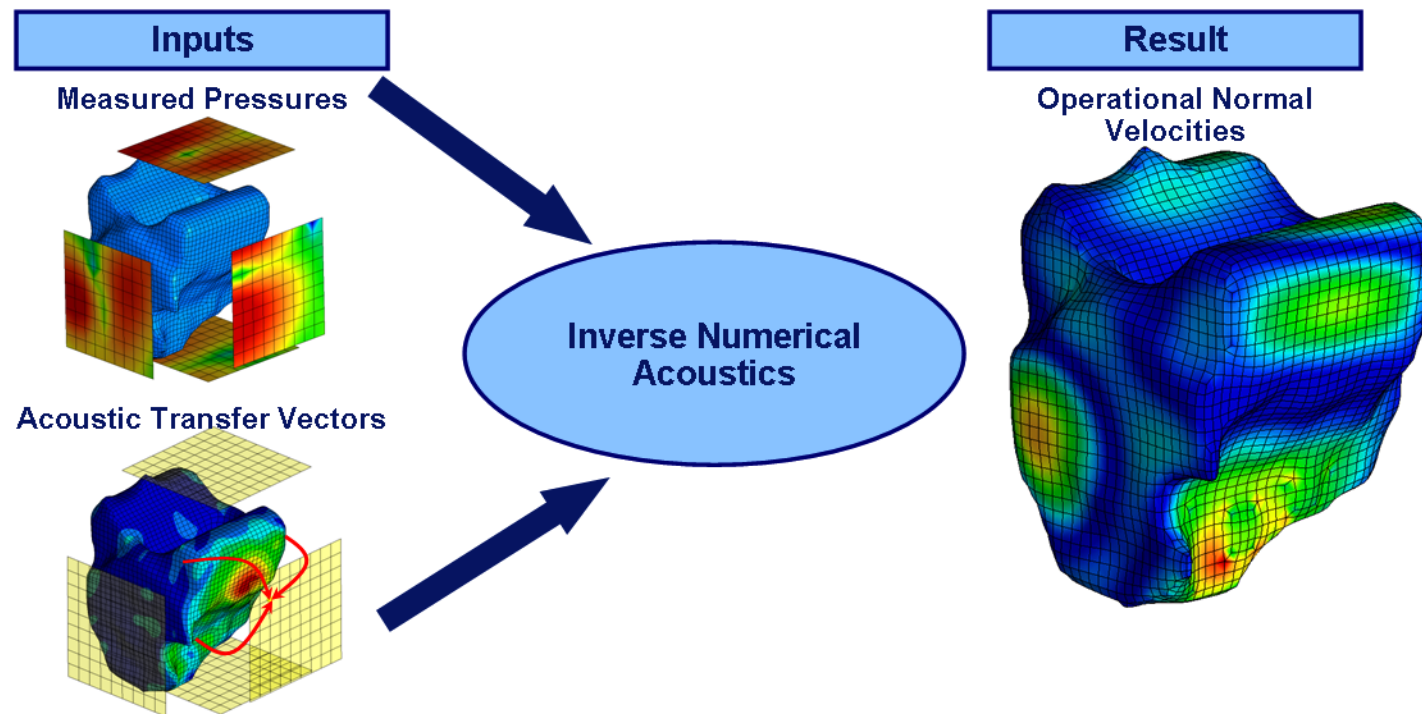 Inputs
Measured Pressures
Acoustic Transfer Vectors
Inverse Numerical
Acoustics
Result
Operational Normal
Velocities